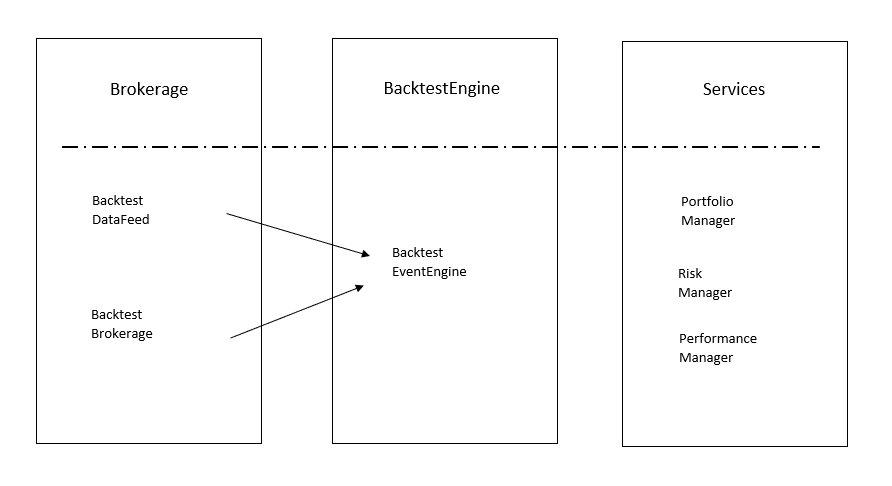 Brokerage
BacktestEngine
Services
Backtest
DataFeed
Backtest
Brokerage
Backtest
EventEngine
Portfolio
Manager
Risk
Manager
Performance
Manager